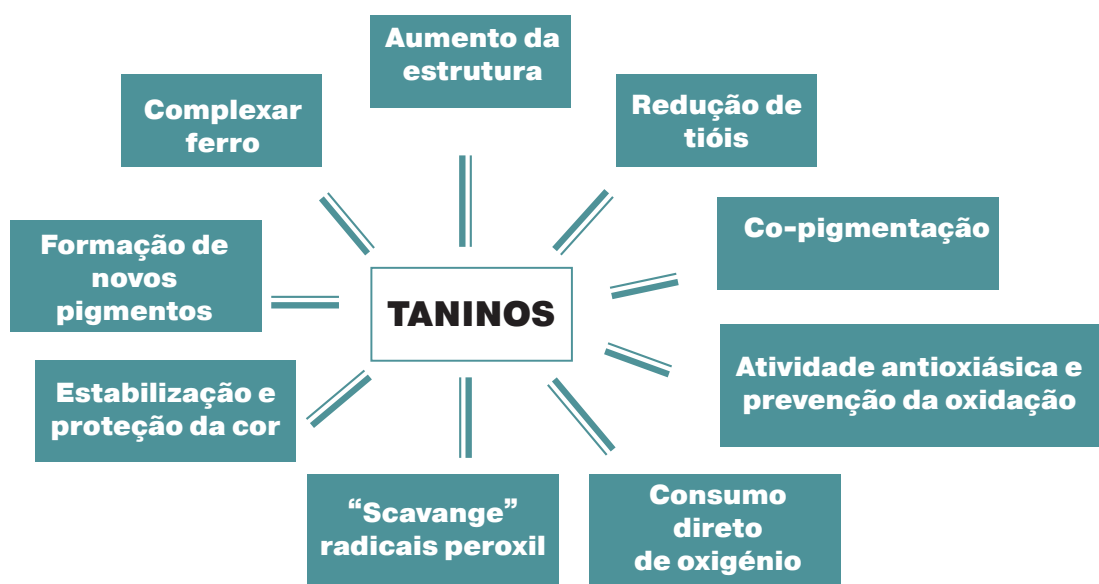 Aumento da
estrutura
Complexar
ferro
Redução de
tióis
Formação de
novos
pigmentos
Co-pigmentação
TANINOS
Estabilização e
proteção da cor
Atividade antioxiásica e
prevenção da oxidação
“Scavange”
radicais peroxil
Consumo
direto
de oxigénio